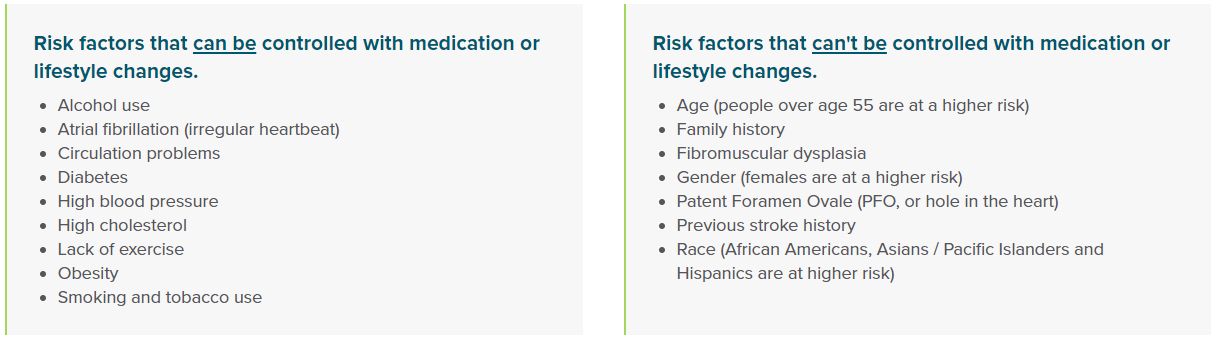 Risk factors that can be controlled with medication or
lifestyle changes.
• Alcohol use
• Atrial fibrillation (irregular heartbeat)
• Circulation problems
• Diabetes
• High blood pressure
• High cholesterol
• Lack of exercise
• Obesity
• Smoking and tobacco use
Risk factors that can't be controlled with medication or
lifestyle changes.
• Age (people over age 55 are at a higher risk)
• Family history
• Fibromuscular dysplasia
• Gender (females are at a higher risk)
• Patent Foramen Ovale (PFO, or hole in the heart)
• Previous stroke history
• Race (African Americans, Asians / Pacific Islanders and
Hispanics are at higher risk)